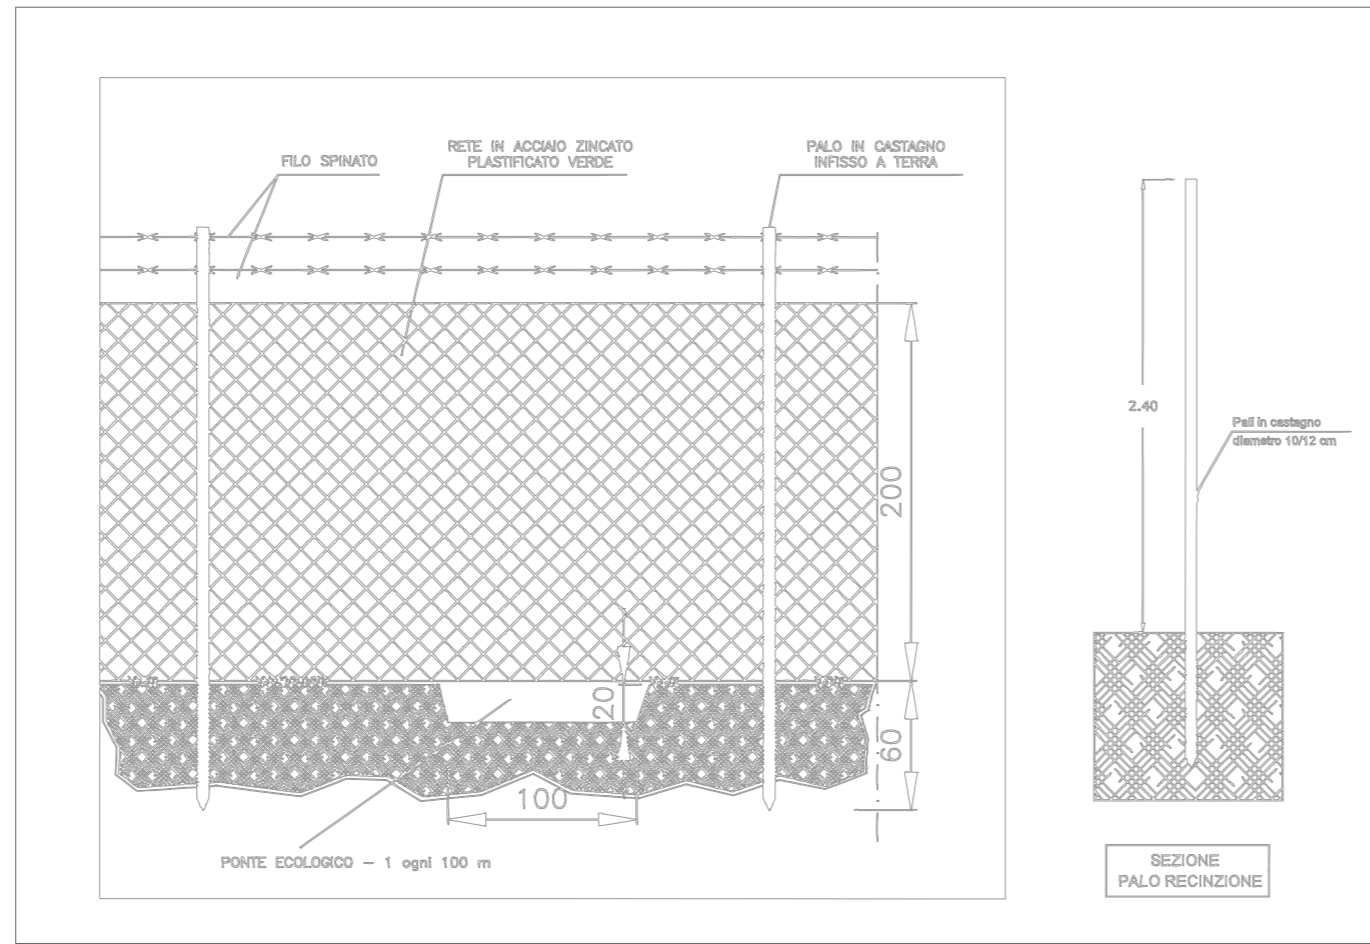 FILO SPINATO
RETE IN ACCIAIO ZINCATO
PLASTIFICATO VERDE
PALO IN CASTAGNO
INFISSO A TERRA
2.40
Pali in castagno
diametro 10/12 cm
200
20
60
100
PONTE ECOLOGICO – 1 ogni 100 m
SEZIONE
PALO RECINZIONE